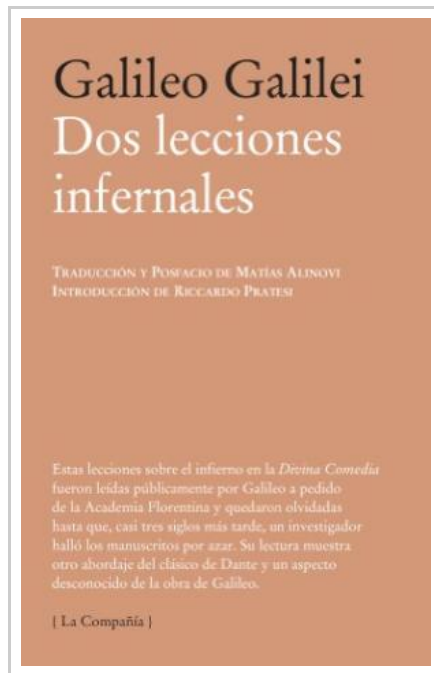 Galileo Galilei
Dos lecciones
infernales
Traducción y Posfacio de Matías Alinovi
Introducción de Riccardo Pratesi
Estas lecciones sobre el infierno en la Divina Comedia
fueron leídas públicamente por Galileo a pedido
de la Academia Florentina y quedaron olvidadas
hasta que, casi tres siglos más tarde, un investigador
halló los manuscritos por azar. Su lectura muestra
otro abordaje del clásico de Dante y un aspecto
desconocido de la obra de Galileo.
{ La Compañía }